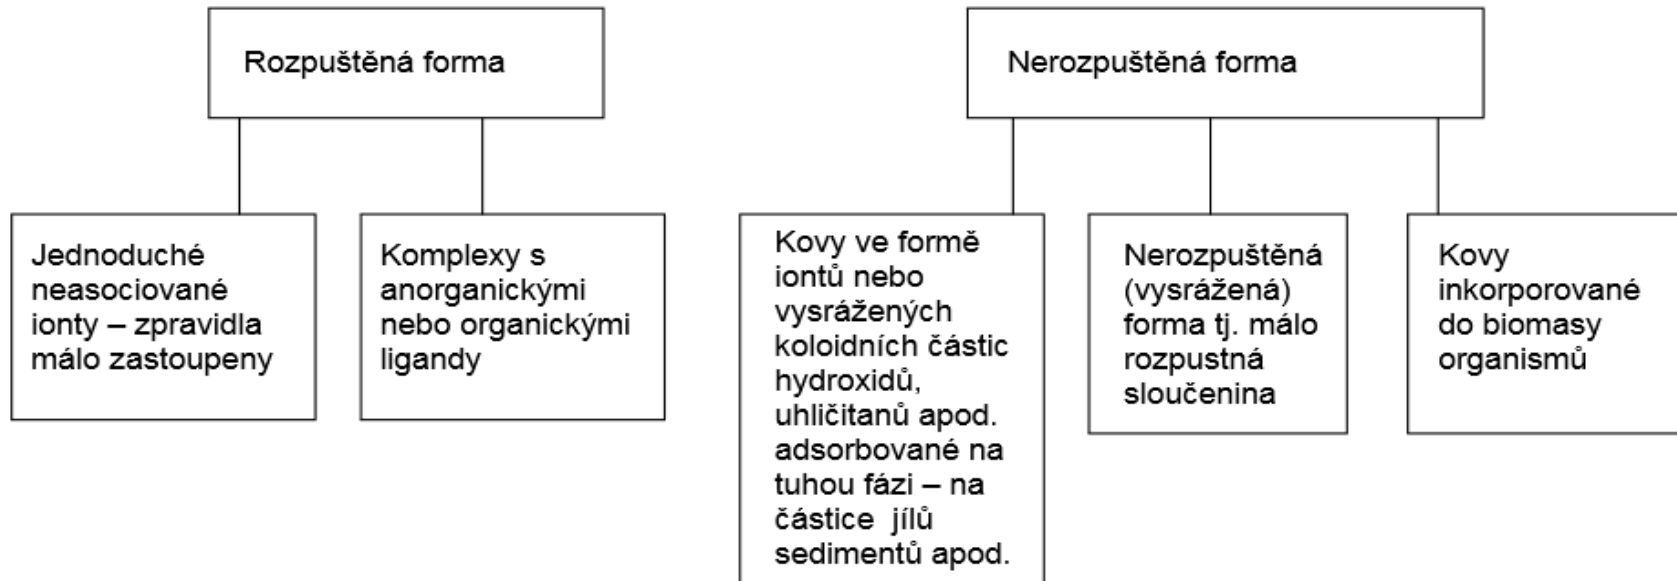 Rozpuštěná forma
Nerozpuštěná forma
Jednoduché
neasociované
ionty – zpravidla
málo zastoupeny
Komplexy s
anorganickými
nebo organickými
ligandy
Kovy ve formě
iontů nebo
vysrážených
koloidních částic
hydroxidů,
uhličitanů apod.
adsorbované na
tuhou fázi – na
částice  jílů
sedimentů apod.
Nerozpuštěná
(vysrážená)
forma tj. málo
rozpustná
sloučenina
Kovy
inkorporované
do biomasy
organismů